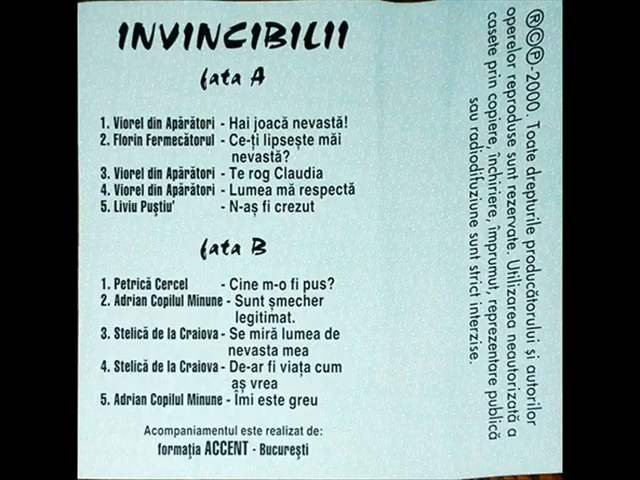 INVINCIBILII
fata A
1. Viorel din Apărători - Hai joacă nevastă!
2. Florin Fermecătorul - Ce-ți lipsește măi
nevastă?
3. Viorel din Apărători - Te rog Claudia
4. Viorel din Apărători - Lumea mă respectă
5. Liviu Puștiu' - N-aș fi crezut
fata B
1. Petrică Cercel - Cine m-o fi pus?
2. Adrian Copilul Minune - Sunt șmecher
legitimat.
3. Stelică de la Craiova - Se miră lumea de
nevasta mea
4. Stelică de la Craiova - De-ar fi viața cum
aș vrea
5. Adrian Copilul Minune - Îmi este greu
Acompaniamentul este realizat de:
formația ACCENT - București
®©℗-2000. Toate drepturile producătorului și autorilor
operelor reproduse sunt rezervate. Utilizarea neautorizată a
casete prin copiere, închiriere, împrumut, reprezentare publică
sau radiodifuziune sunt strict interzise.